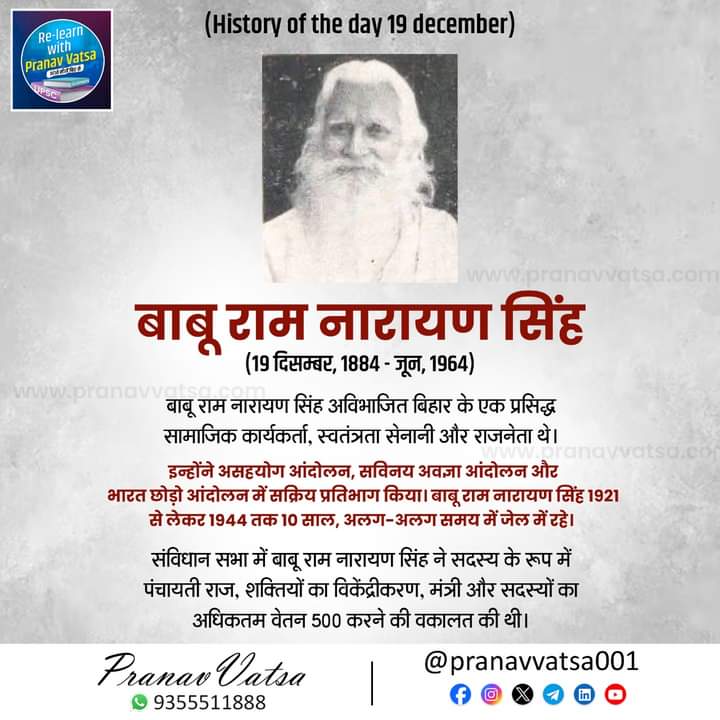 (History of the day 19 december)
Re-learn
with
Pranav Vatsa
UPSC
www.pranavvatsa.com
बाबू राम नारायण सिंह
(19 दिसम्बर, 1884 - जून, 1964)
www.pranavvatsa.com
बाबू राम नारायण सिंह अविभाजित बिहार के एक प्रसिद्ध
सामाजिक कार्यकर्ता, स्वतंत्रता सेनानी और राजनेता थे।
www.pranavvatsa.com
इन्होंने असहयोग आंदोलन, सविनय अवज्ञा आंदोलन और
भारत छोड़ो आंदोलन में सक्रिय प्रतिभाग किया। बाबू राम नारायण सिंह 1921
से लेकर 1944 तक 10 साल, अलग-अलग समय में जेल में रहे।
संविधान सभा में बाबू राम नारायण सिंह ने सदस्य के रूप में
पंचायती राज, शक्तियों का विकेंद्रीकरण, मंत्री और सदस्यों का
अधिकतम वेतन 500 करने की वकालत की थी।
Pranav Vatsa
9355511888
@pranavvatsa001